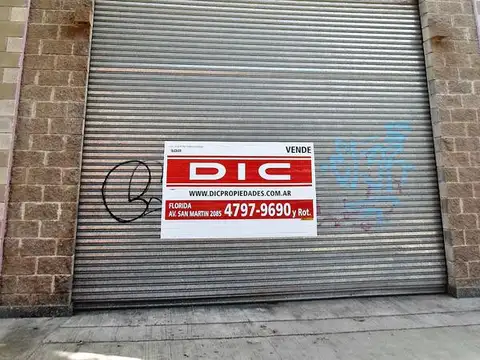 VENDE
DIC
WWW.DICPROPIEDADES.COM.AR
FLORIDA
AV. SAN MARTIN 2085 4797-9690 y Rot.